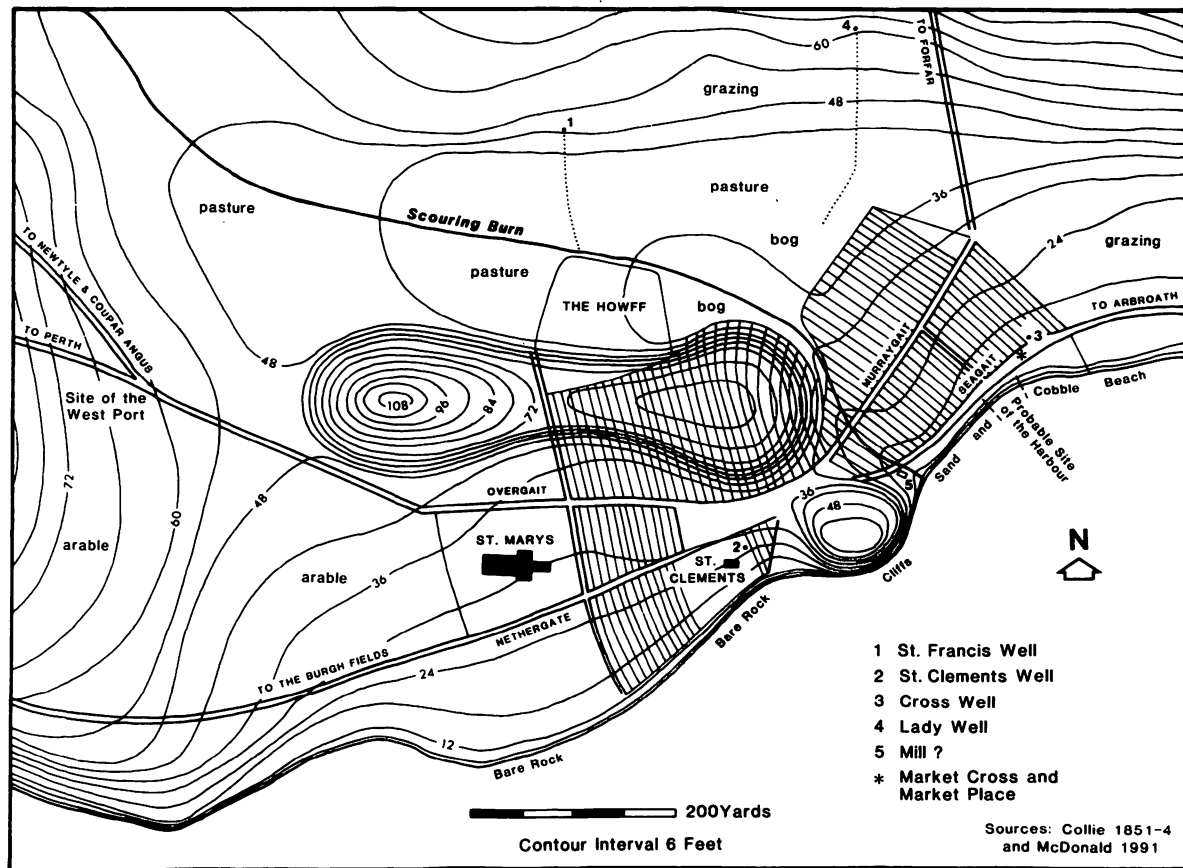 4
60
TO FORFAR
grazing
48
1
36
pasture
pasture
Scouring Burn
bog
24
grazing
TO NEWTYLE & COUPAR ANGUS
pasture
THE HOWFF
bog
TO ARBROATH
TO PERTH
48
MURRAYGAIT
3
*
SEAGAIT
Cobble Beach
Site of the
West Port
108
96
84
72
Probable Site
of the Harbour
Sand and
5
72
60
48
OVERGAIT
36
48
arable
ST. MARYS
2
ST.
CLEMENTS
N
arable
36
Cliffs
Bare Rock
NETHERGATE
TO THE BURGH FIELDS
24
12
Bare Rock
1 St. Francis Well
2 St. Clements Well
3 Cross Well
4 Lady Well
5 Mill ?
* Market Cross and
Market Place
200 Yards
Contour Interval 6 Feet
Sources: Collie 1851-4
and McDonald 1991